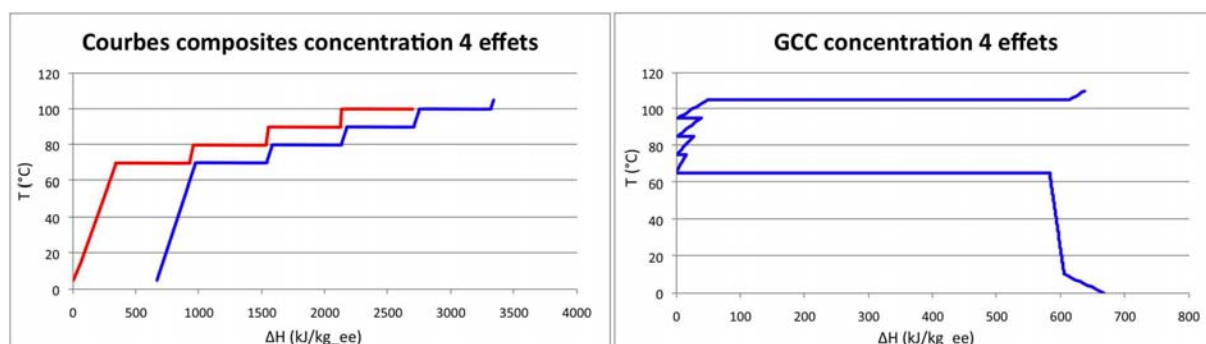 Courbes composites concentration 4 effets
120
100
80
60
40
20
0
T (°C)
0 500 1000 1500 2000 2500 3000 3500 4000
ΔH (kJ/kg_ee)
GCC concentration 4 effets
120
100
80
60
40
20
0
T (°C)
0 100 200 300 400 500 600 700 800
ΔH (kJ/kg_ee)